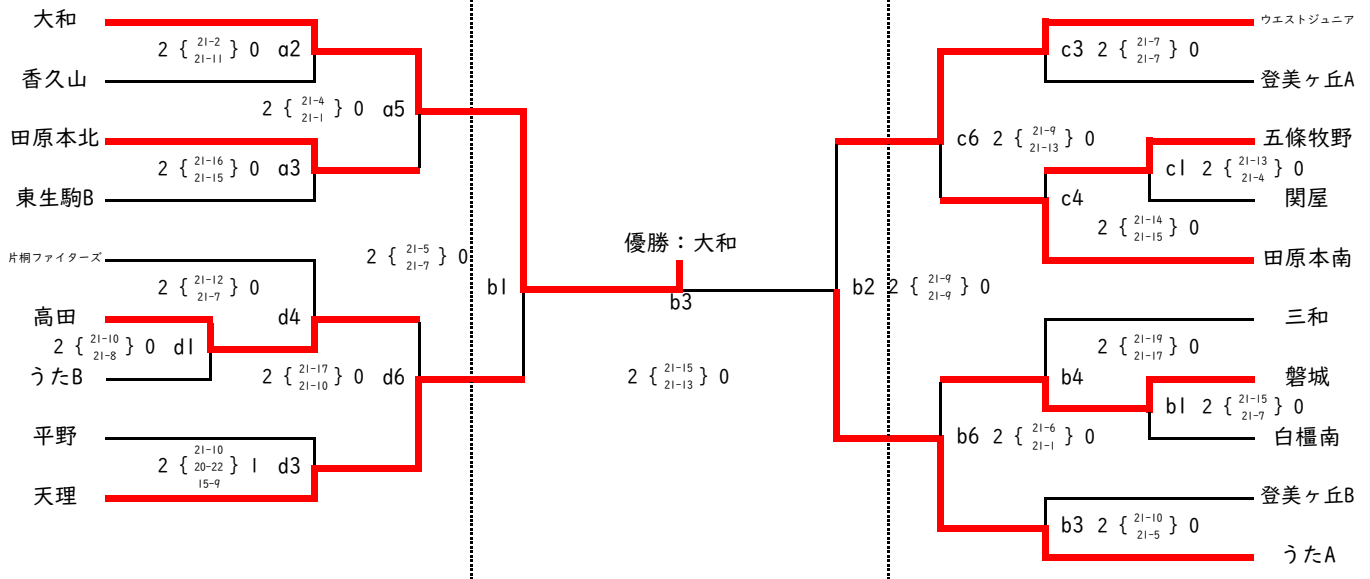 大和
2 { 21-2 21-11 } 0 a2
香久山
2 { 21-4 21-1 } 0 a5
田原本北
2 { 21-16 21-15 } 0 a3
東生駒B
2 { 21-5 21-7 } 0
片桐ファイターズ
2 { 21-12 21-7 } 0
b1
高田
d4
2 { 21-10 21-8 } 0 d1
うたB
2 { 21-17 21-10 } 0 d6
平野
2 { 21-10 20-22 15-9 } 1 d3
天理
優勝：大和
b3
2 { 21-15 21-13 } 0
ウエストジュニア
c3 2 { 21-7 21-7 } 0
登美ヶ丘A
c6 2 { 21-9 21-13 } 0
五條牧野
c1 2 { 21-13 21-4 } 0
関屋
c4
2 { 21-14 21-15 } 0
田原本南
b2 2 { 21-9 21-9 } 0
三和
2 { 21-19 21-17 } 0
磐城
b4
b1 2 { 21-15 21-7 } 0
白橿南
b6 2 { 21-6 21-1 } 0
登美ヶ丘B
b3 2 { 21-10 21-5 } 0
うたA